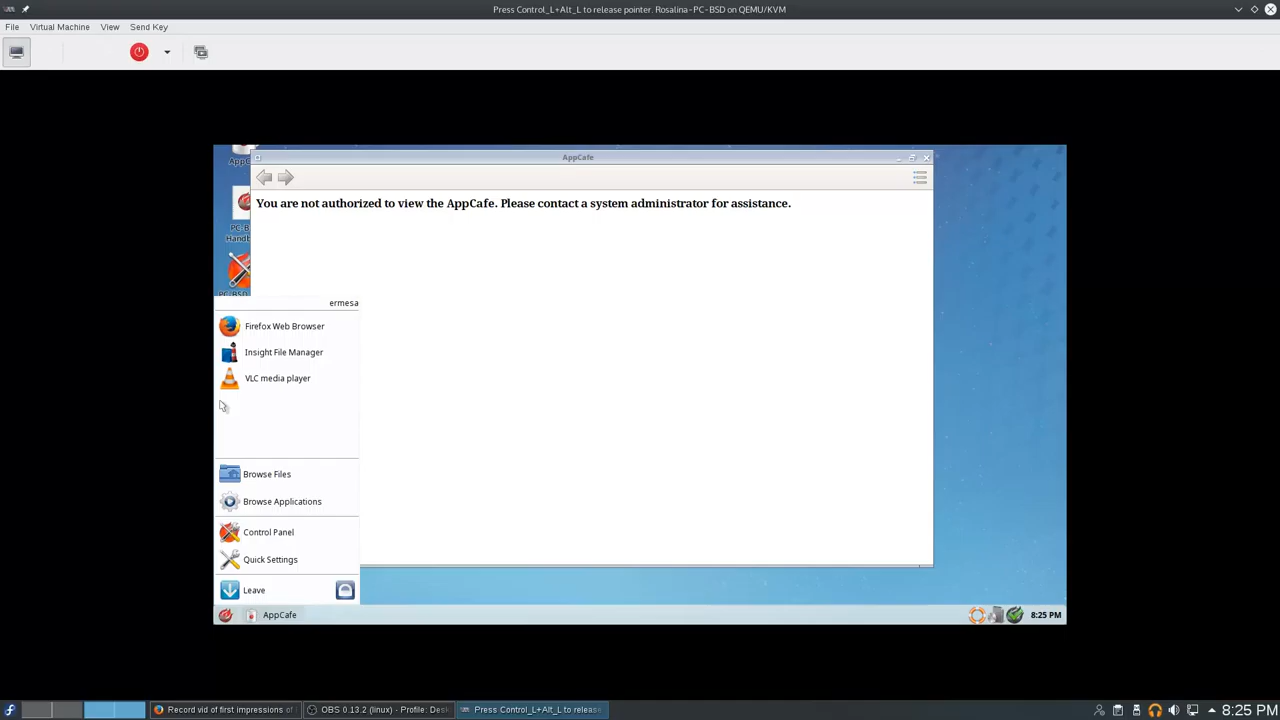 Press Control_L+Alt_L to release pointer. Rosalina-PC-BSD on QEMU/KVM
File Virtual Machine View Send Key
AppCafe
You are not authorized to view the AppCafe. Please contact a system administrator for assistance.
ermesa
Firefox Web Browser
Insight File Manager
VLC media player
Browse Files
Browse Applications
Control Panel
Quick Settings
Leave
AppCafe
8:25 PM
Record vid of first impressions of
OBS 0.13.2 (linux) - Profile: Desk
Press Control_L+Alt_L to release
8:25 PM